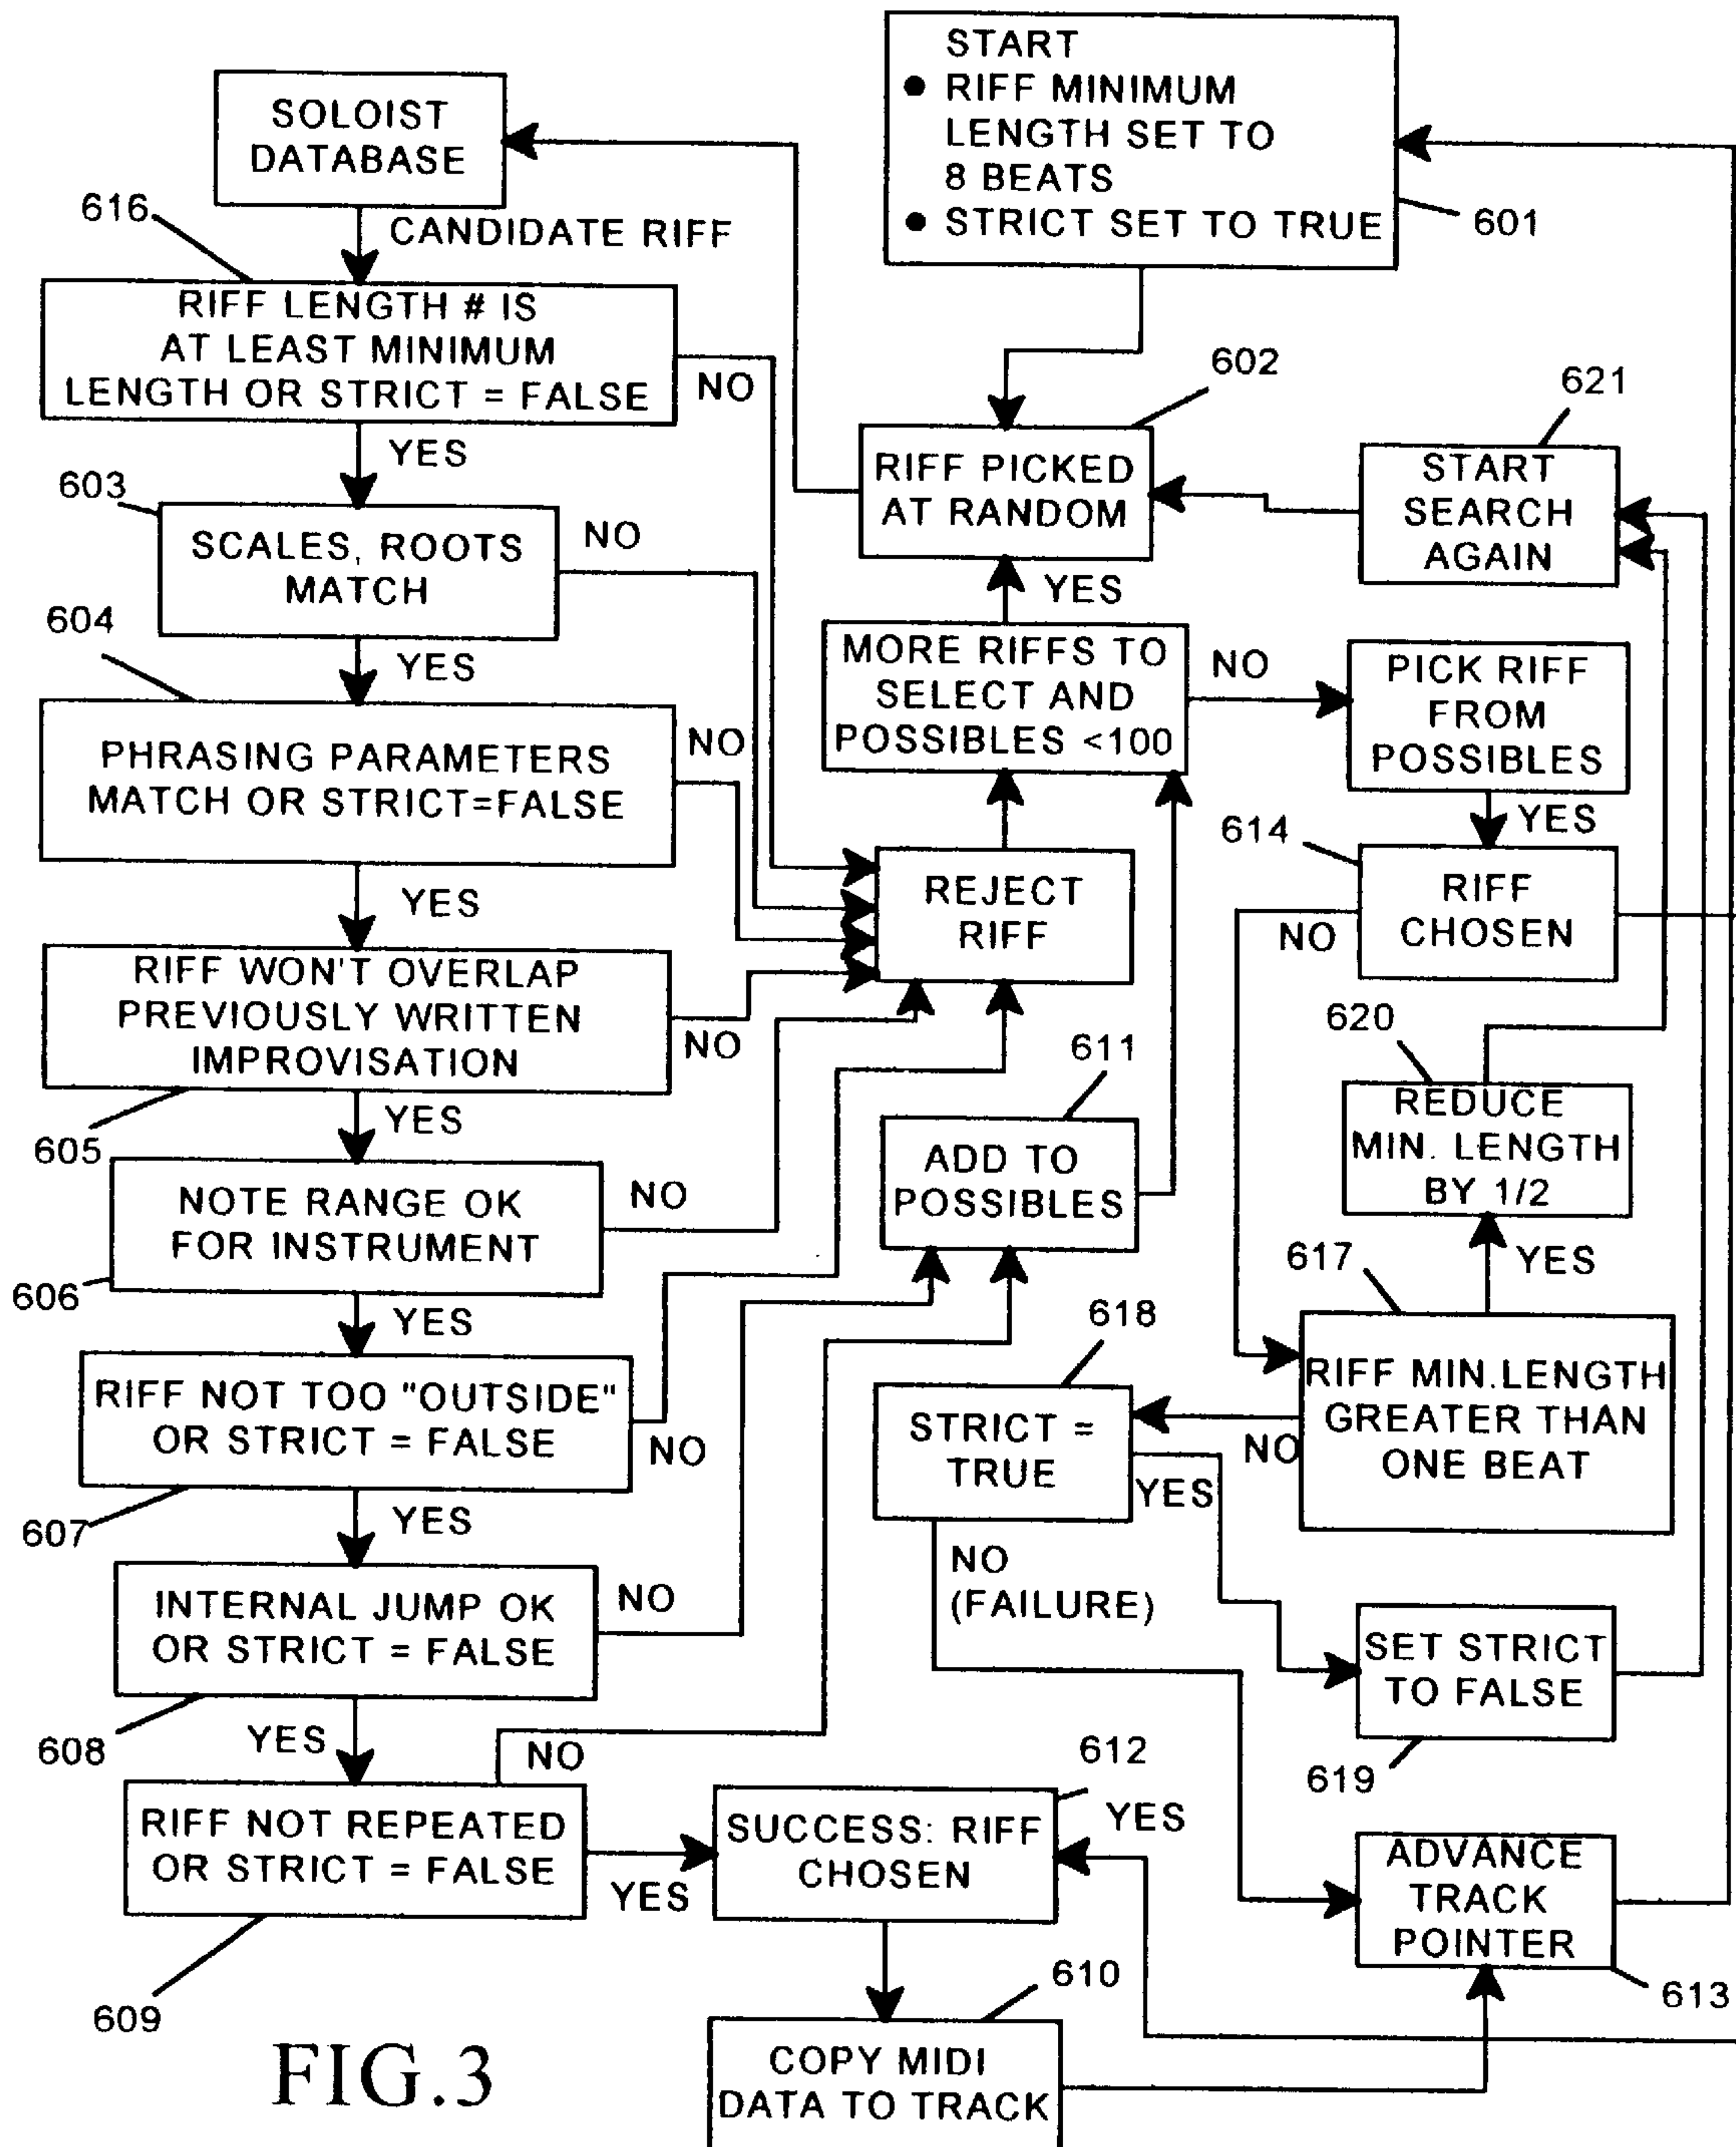 START
● RIFF MINIMUM
LENGTH SET TO
8 BEATS
● STRICT SET TO TRUE
601
SOLOIST
DATABASE
616
CANDIDATE RIFF
RIFF LENGTH # IS
AT LEAST MINIMUM
LENGTH OR STRICT = FALSE
NO
YES
603
SCALES, ROOTS
MATCH
NO
YES
604
PHRASING PARAMETERS
MATCH OR STRICT=FALSE
NO
YES
RIFF WON'T OVERLAP
PREVIOUSLY WRITTEN
IMPROVISATION
NO
605
YES
NOTE RANGE OK
FOR INSTRUMENT
NO
606
YES
RIFF NOT TOO "OUTSIDE"
OR STRICT = FALSE
NO
607
YES
INTERNAL JUMP OK
OR STRICT = FALSE
NO
608
YES
NO
RIFF NOT REPEATED
OR STRICT = FALSE
YES
609
602
RIFF PICKED
AT RANDOM
YES
621
START
SEARCH
AGAIN
MORE RIFFS TO
SELECT AND
POSSIBLES <100
NO
PICK RIFF
FROM
POSSIBLES
YES
614
RIFF
CHOSEN
NO
REJECT
RIFF
611
ADD TO
POSSIBLES
620
REDUCE
MIN. LENGTH
BY 1/2
YES
617
RIFF MIN.LENGTH
GREATER THAN
ONE BEAT
NO
618
STRICT =
TRUE
YES
NO
(FAILURE)
SET STRICT
TO FALSE
619
612
SUCCESS: RIFF
CHOSEN
YES
ADVANCE
TRACK
POINTER
613
610
COPY MIDI
DATA TO TRACK
FIG.3